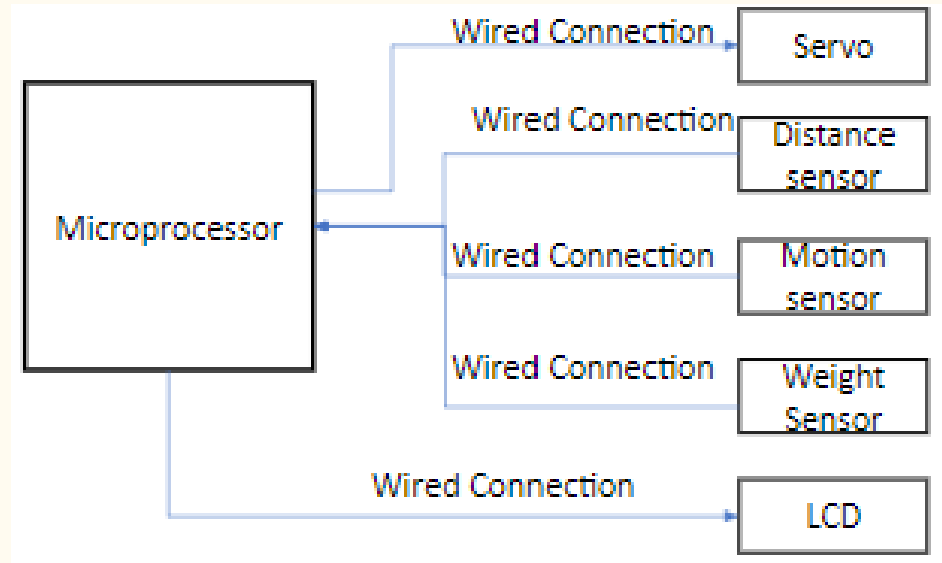 Wired Connection
Servo
Wired Connection
Distance
sensor
Microprocessor
Wired Connection
Motion
sensor
Wired Connection
Weight
Sensor
Wired Connection
LCD